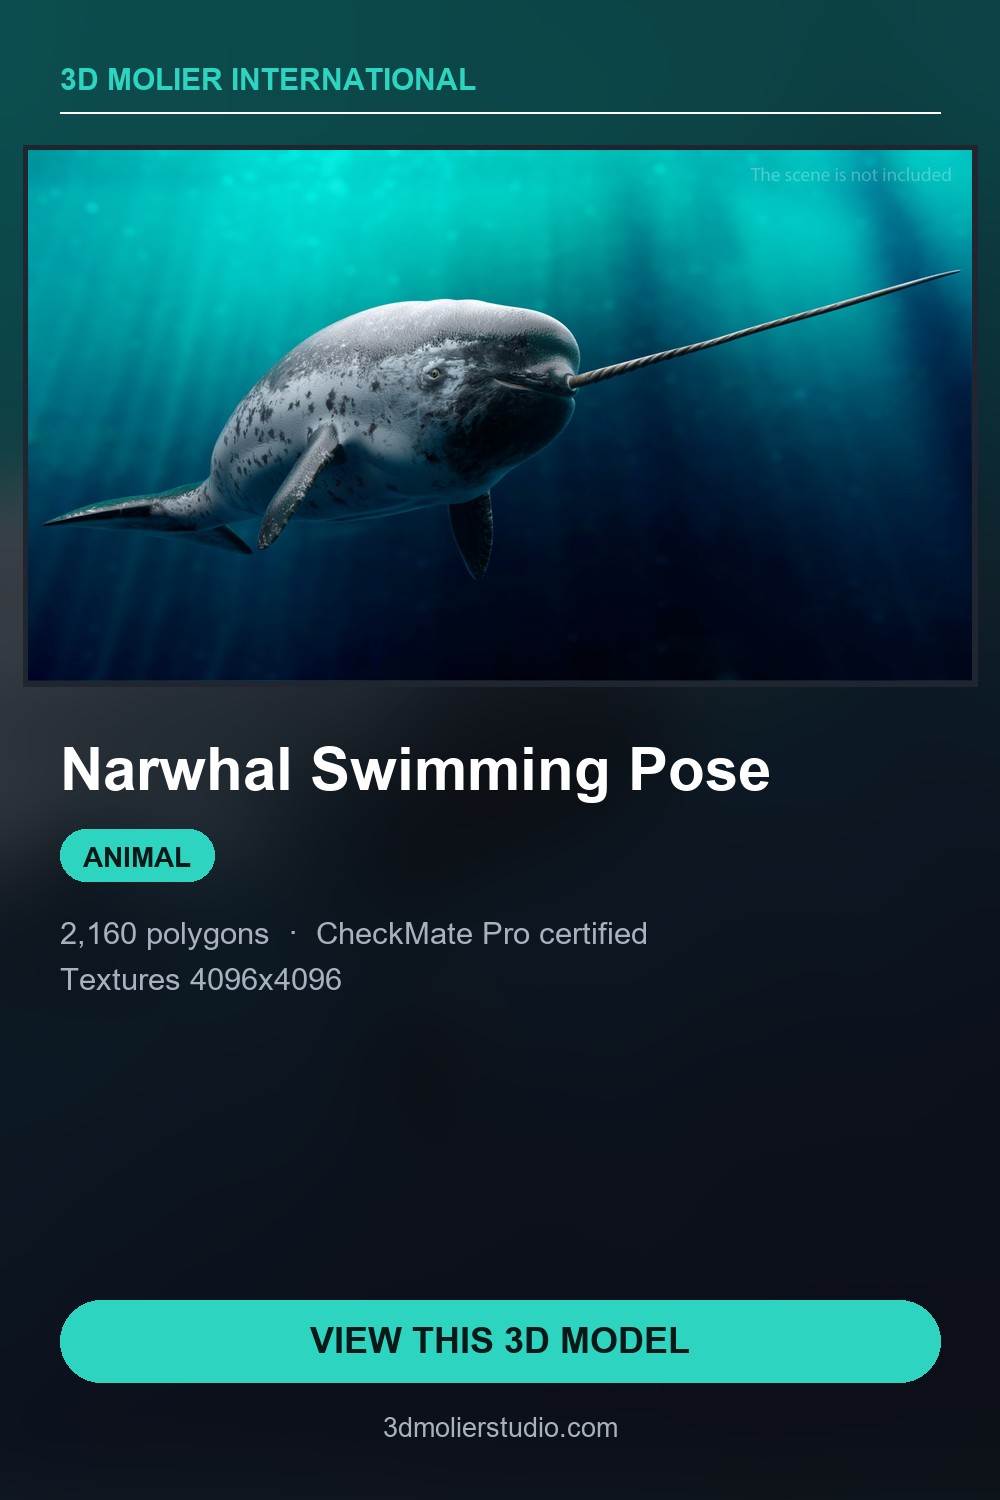 3D MOLIER INTERNATIONAL
The scene is not included
Narwhal Swimming Pose
ANIMAL
2,160 polygons · CheckMate Pro certified
Textures 4096x4096
VIEW THIS 3D MODEL
3dmolierstudio.com